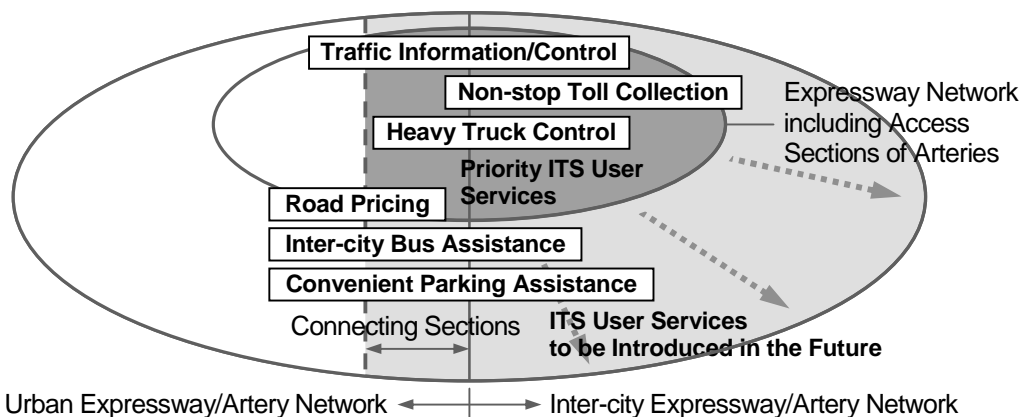 Traffic Information/Control
Non-stop Toll Collection
Heavy Truck Control
Priority ITS User
Services
Expressway Network
including Access
Sections of Arteries
Road Pricing
Inter-city Bus Assistance
Convenient Parking Assistance
Connecting Sections
ITS User Services
to be Introduced in the Future
Urban Expressway/Artery Network
Inter-city Expressway/Artery Network